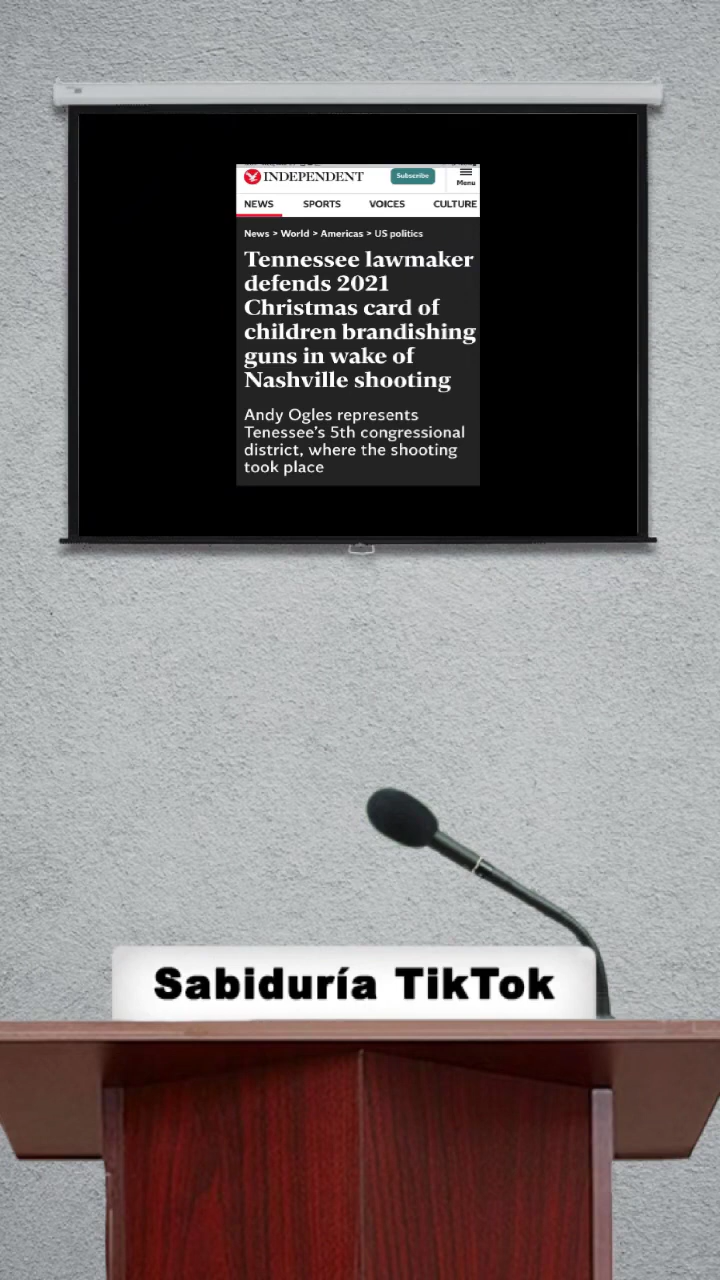 INDEPENDENT
Subscribe
Menu
NEWS SPORTS VOICES CULTURE
News > World > Americas > US politics
Tennessee lawmaker
defends 2021
Christmas card of
children brandishing
guns in wake of
Nashville shooting
Andy Ogles represents
Tenessee's 5th congressional
district, where the shooting
took place
Sabiduría TikTok